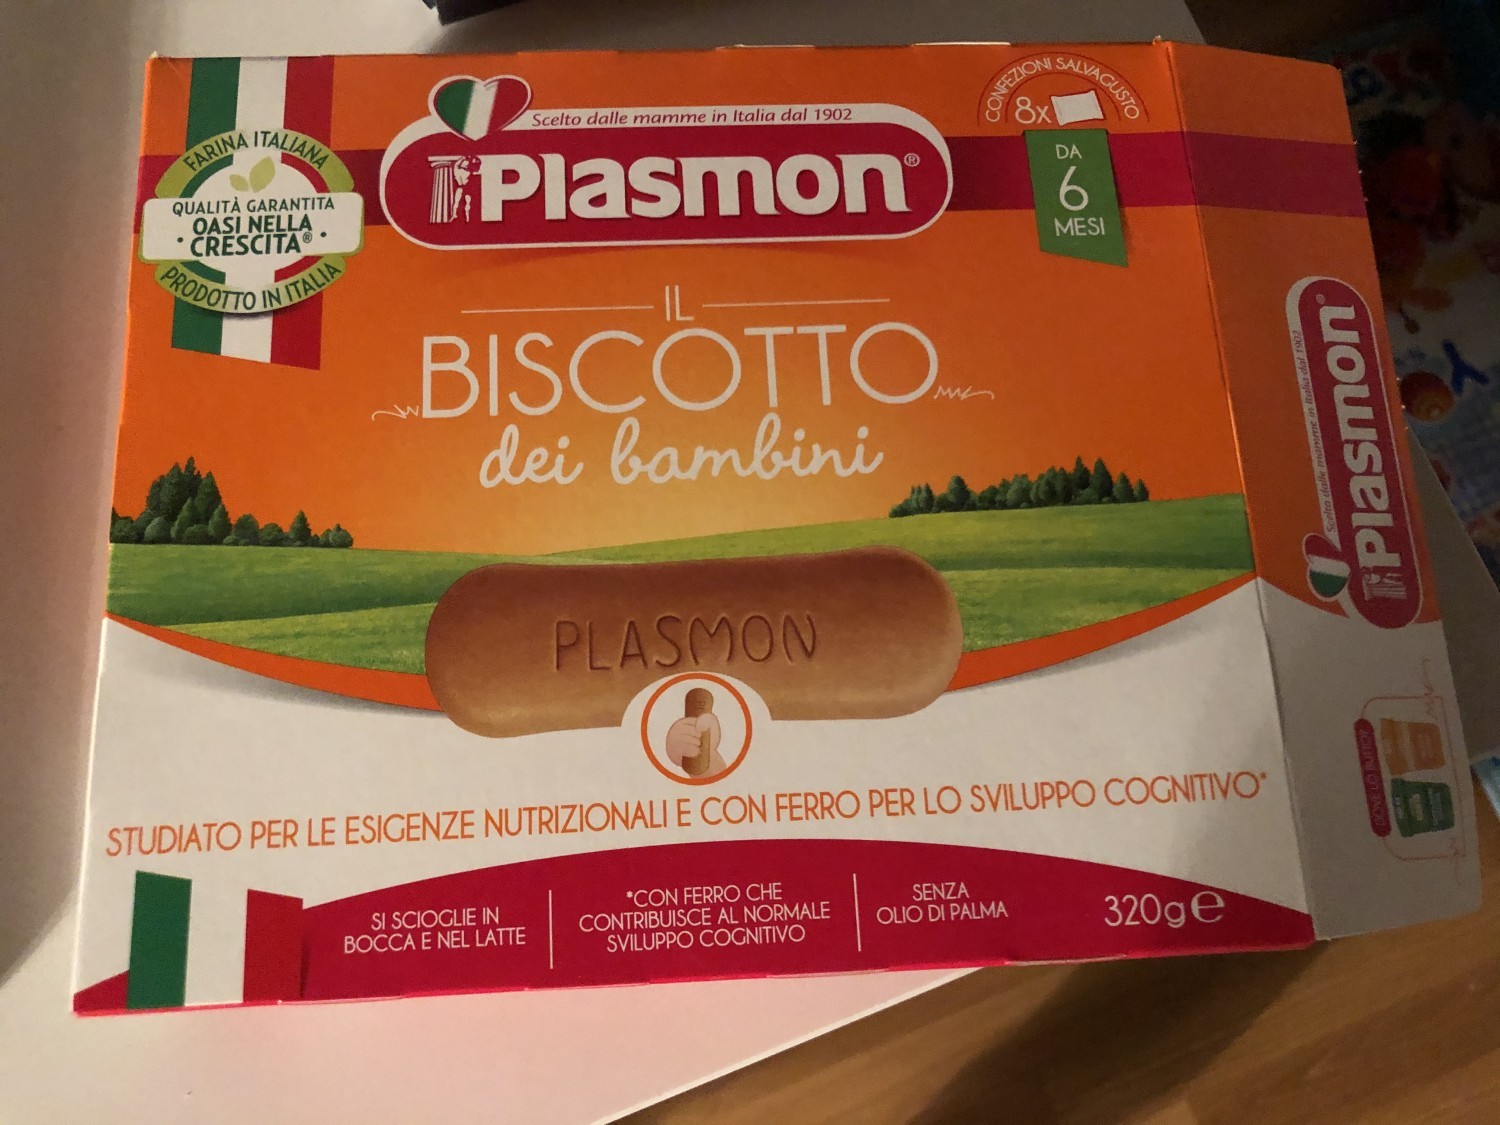 FARINA ITALIANA
QUALITÀ GARANTITA
OASI NELLA
• CRESCITA® •
PRODOTTO IN ITALIA
Scelto dalle mamme in Italia dal 1902
Plasmon®
CONFEZIONI SALVAGUSTO
8x
DA
6
MESI
IL
BISCOTTO
dei bambini
PLASMON
STUDIATO PER LE ESIGENZE NUTRIZIONALI E CON FERRO PER LO SVILUPPO COGNITIVO*
SI SCIOGLIE IN
BOCCA E NEL LATTE
*CON FERRO CHE
CONTRIBUISCE AL NORMALE
SVILUPPO COGNITIVO
SENZA
OLIO DI PALMA
320g e
Scelto dalle mamme in Italia dal 1902
Plasmon®
DOVE LO BUTTO?